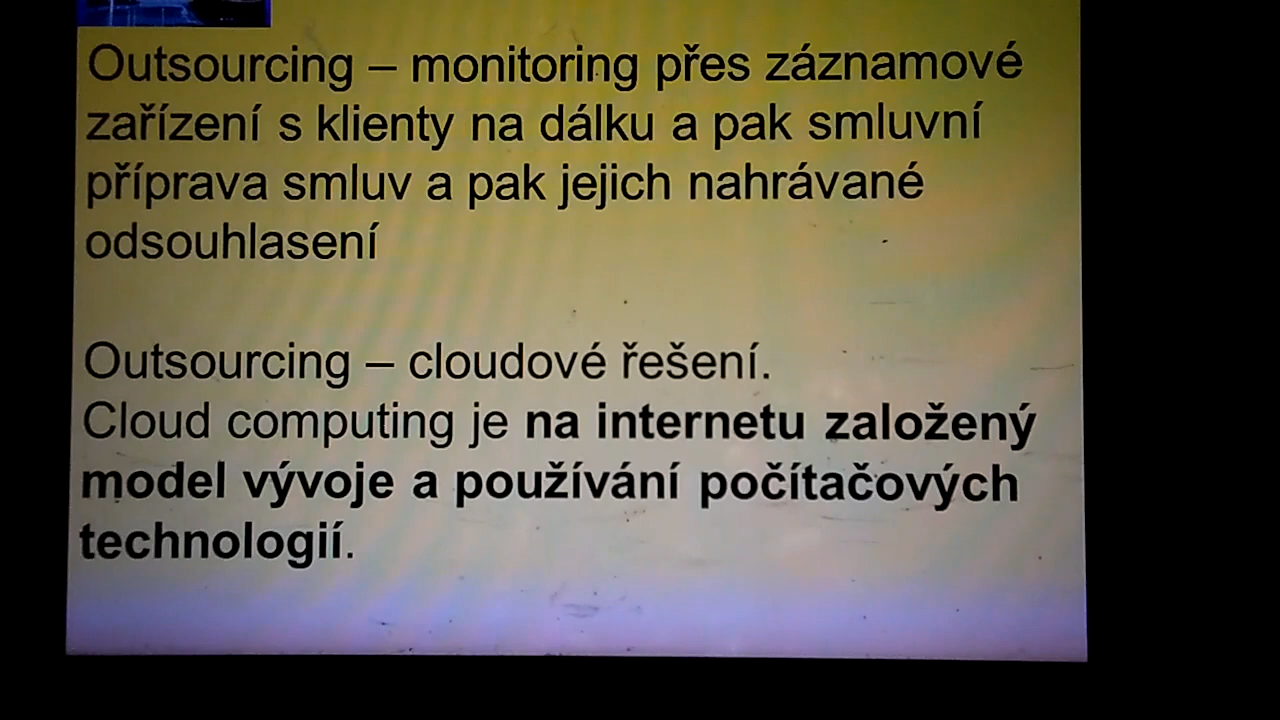 Outsourcing – monitoring přes záznamové
zařízení s klienty na dálku a pak smluvní
příprava smluv a pak jejich nahrávané
odsouhlasení
Outsourcing – cloudové řešení.
Cloud computing je na internetu založený
model vývoje a používání počítačových
technologií.